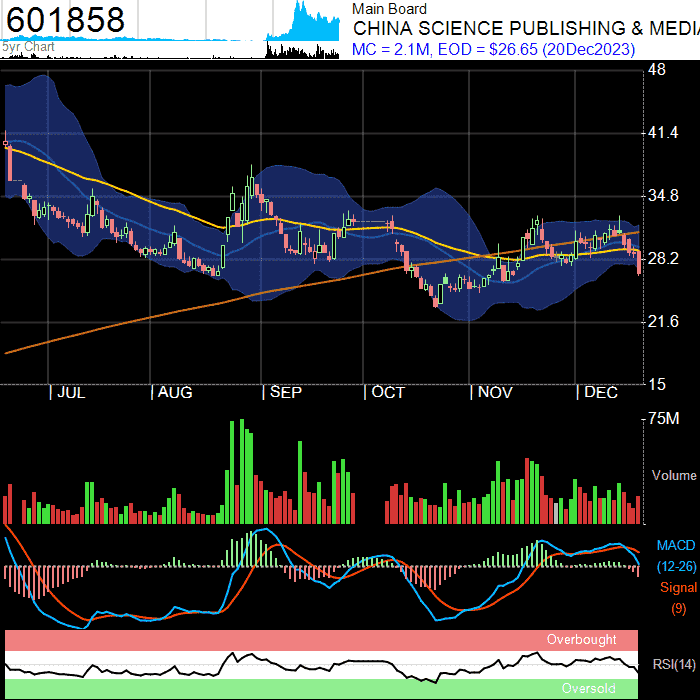 601858
Main Board
CHINA SCIENCE PUBLISHING & MEDIA
MC = 2.1M, EOD = $26.65 (20Dec2023)
5yr Chart
48
41.4
34.8
28.2
21.6
15
| JUL
| AUG
| SEP
| OCT
| NOV
| DEC
75M
Volume
MACD
(12-26)
Signal
(9)
Overbought
RSI(14)
Oversold